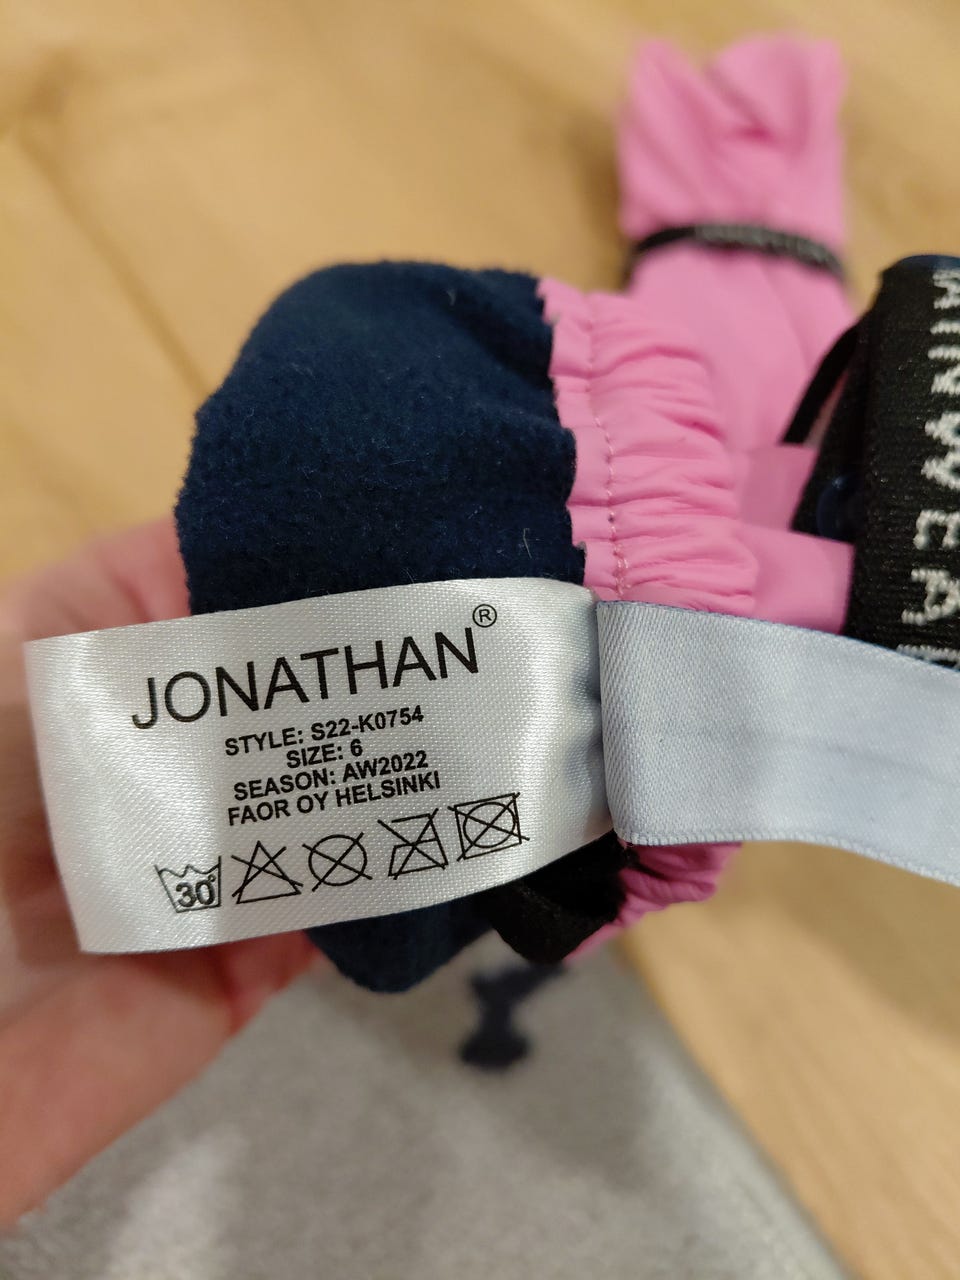 JONATHAN®
STYLE: S22-K0754
SIZE: 6
SEASON: AW2022
FAOR OY HELSINKI
30°